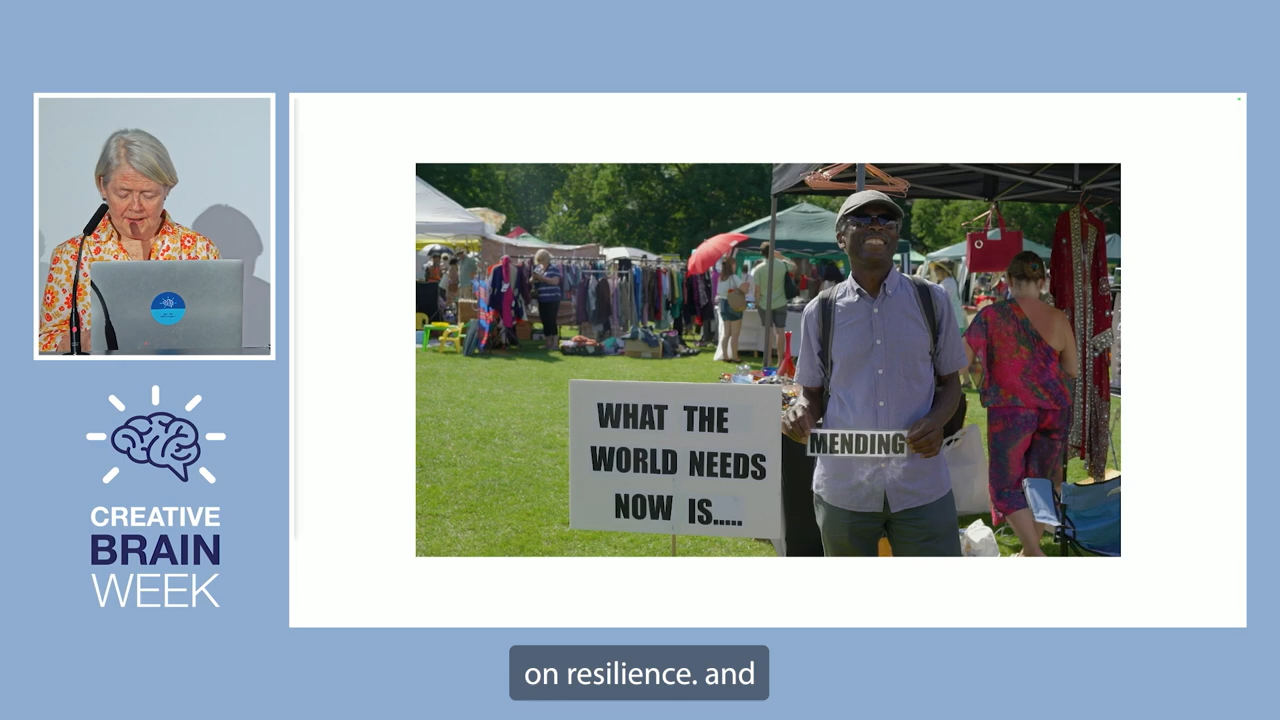 WHAT THE
WORLD NEEDS
NOW IS.....
MENDING
CREATIVE
BRAIN
WEEK
on resilience. and